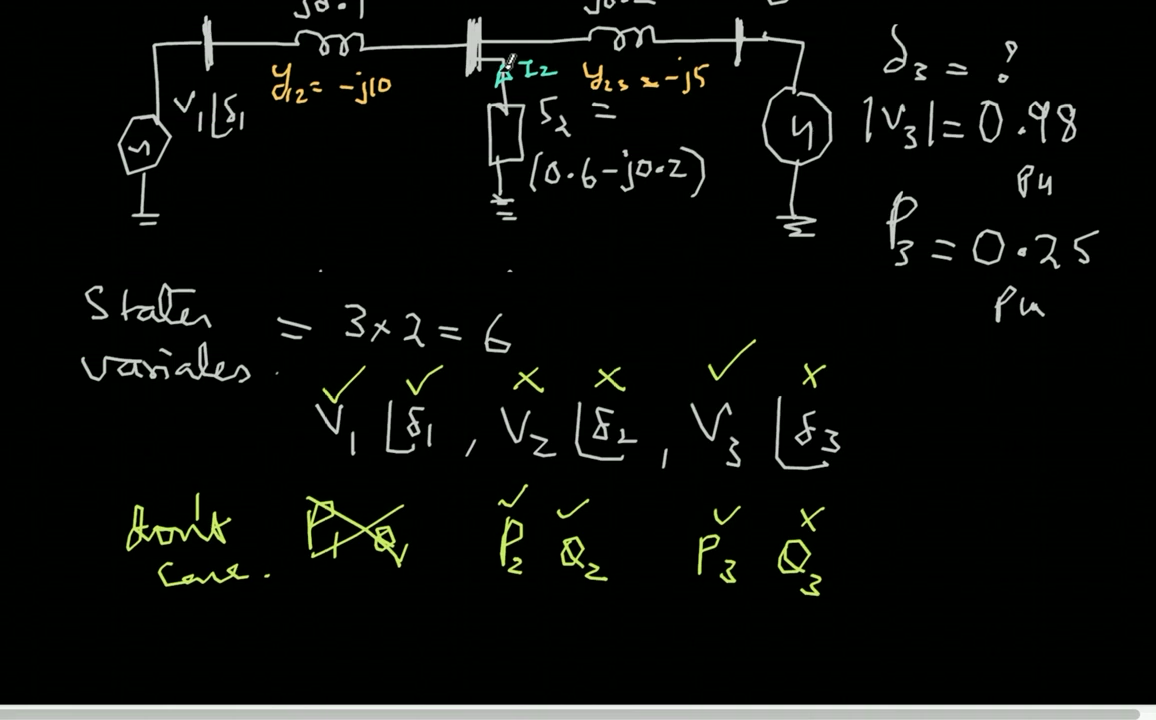 y12 = -j10
I2
y23 = -j5
δ3 = ?
V1∠δ1
S2 =
|V3| = 0.98
(0.6-j0.2)
Pu
P3 = 0.25
Pu
States = 3×2 = 6
variables.
✓ ✓ × × ✓ ×
V1 ∠δ1, V2 ∠δ2, V3 ∠δ3
✓ ✓ ✓ ×
don't P1 Q1 P2 Q2 P3 Q3
care.